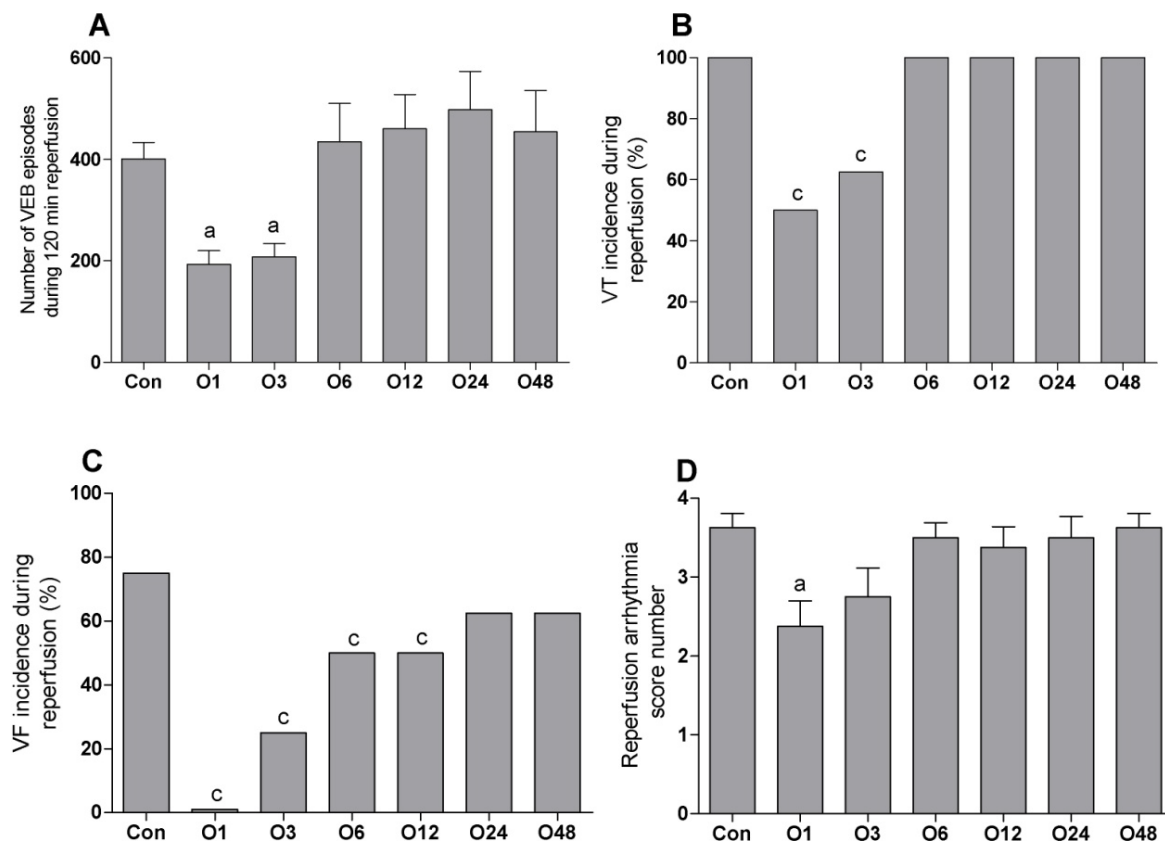 A
Number of VEB episodes
during 120 min reperfusion
600
400
200
0
a
a
Con O1 O3 O6 O12 O24 O48
B
VT incidence during
reperfusion (%)
100
80
60
40
20
0
c
c
Con O1 O3 O6 O12 O24 O48
C
VF incidence during
reperfusion (%)
100
80
60
40
20
0
c
c
c
c
Con O1 O3 O6 O12 O24 O48
D
Reperfusion arrhythmia
score number
4
3
2
1
0
a
Con O1 O3 O6 O12 O24 O48